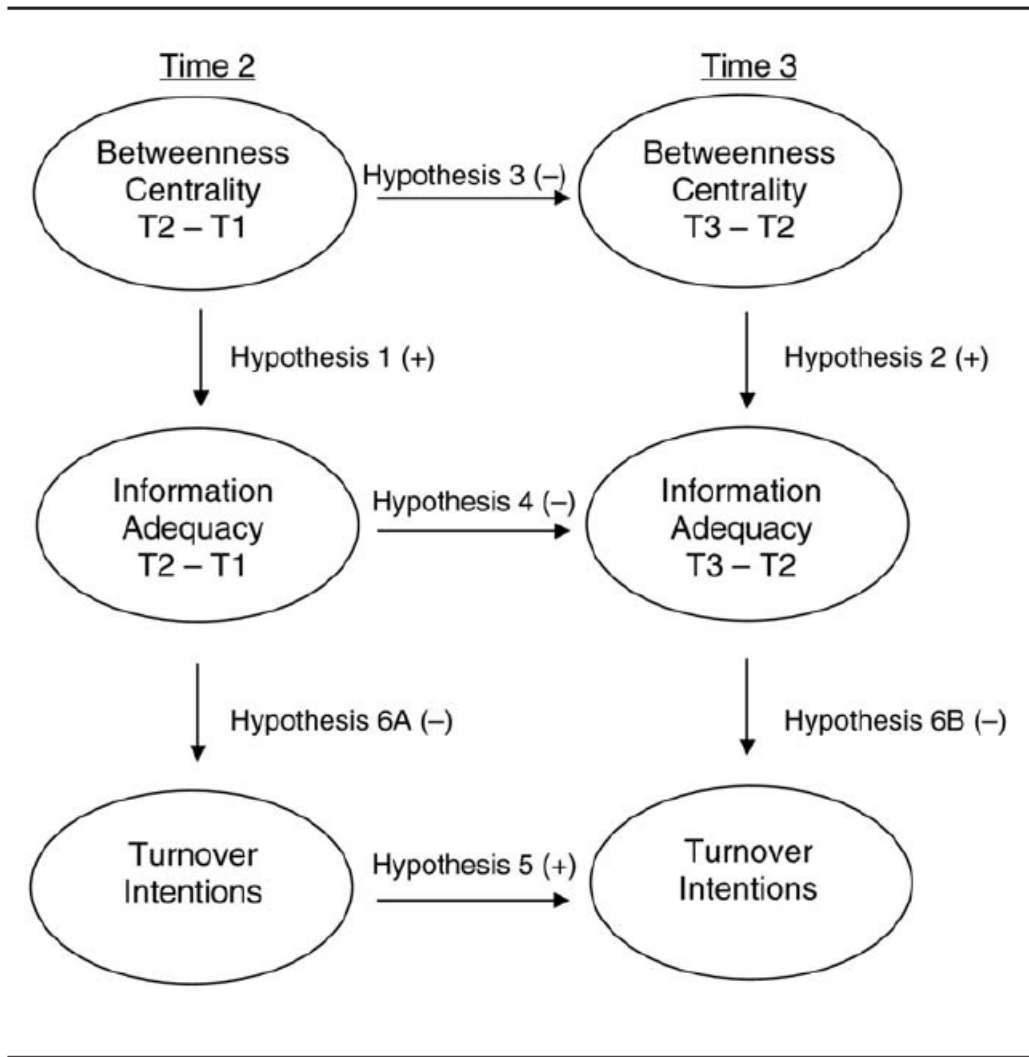 Time 2
Time 3
Betweenness
Centrality
T2 – T1
Hypothesis 3 (–)
Betweenness
Centrality
T3 – T2
Hypothesis 1 (+)
Hypothesis 2 (+)
Information
Adequacy
T2 – T1
Hypothesis 4 (–)
Information
Adequacy
T3 – T2
Hypothesis 6A (–)
Hypothesis 6B (–)
Turnover
Intentions
Hypothesis 5 (+)
Turnover
Intentions